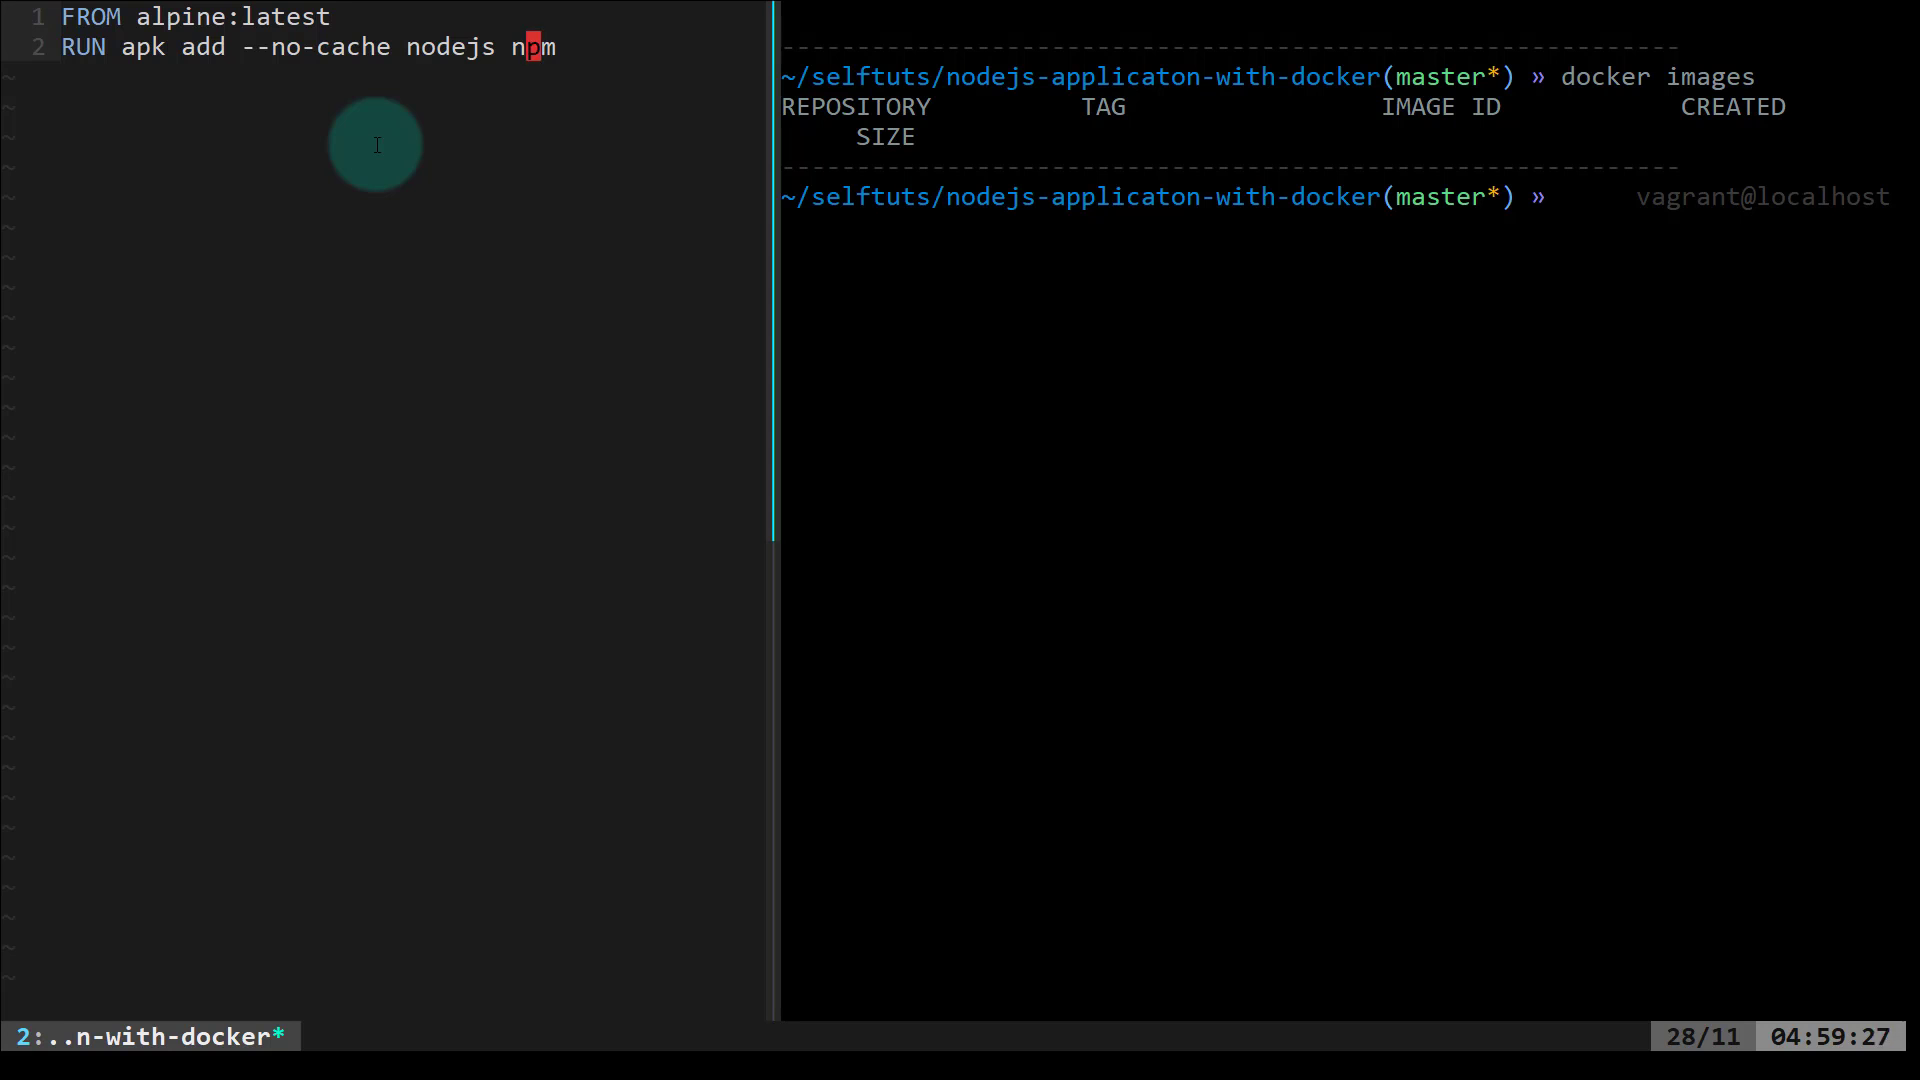 1 FROM alpine:latest
2 RUN apk add --no-cache nodejs npm
~/selftuts/nodejs-applicaton-with-docker(master*) » docker images
REPOSITORY TAG IMAGE ID CREATED
SIZE
~/selftuts/nodejs-applicaton-with-docker(master*) » vagrant@localhost
2:..n-with-docker* 28/11 04:59:27